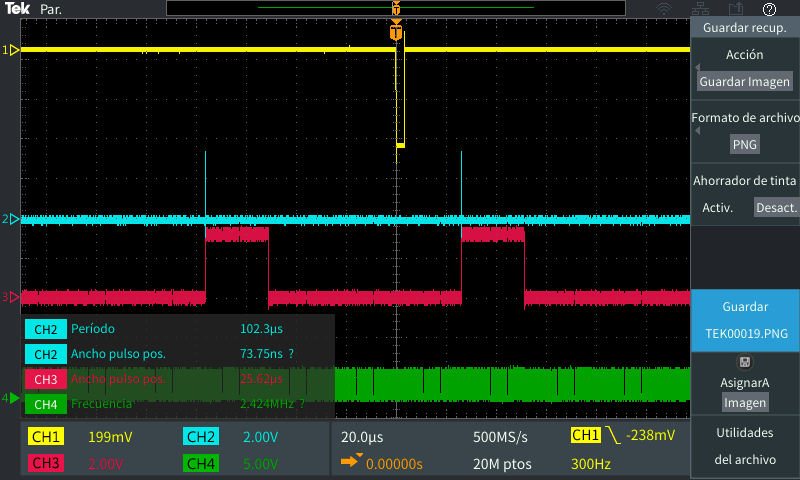 Tek Par.
T
?
T
1
2
3
4
CH2 Período 102.3µs
CH2 Ancho pulso pos. 73.75ns ?
CH3 Ancho pulso pos. 25.62µs
CH4 Frecuencia 2.424MHz ?
CH1 199mV CH2 2.00V
CH3 2.00V CH4 5.00V
20.0µs 500MS/s CH1 -238mV
0.00000s 20M ptos 300Hz
Guardar recup.
Acción
Guardar Imagen
Formato de archivo
PNG
Ahorrador de tinta
Activ. Desact.
Guardar
TEK00019.PNG
AsignarA
Imagen
Utilidades
del archivo